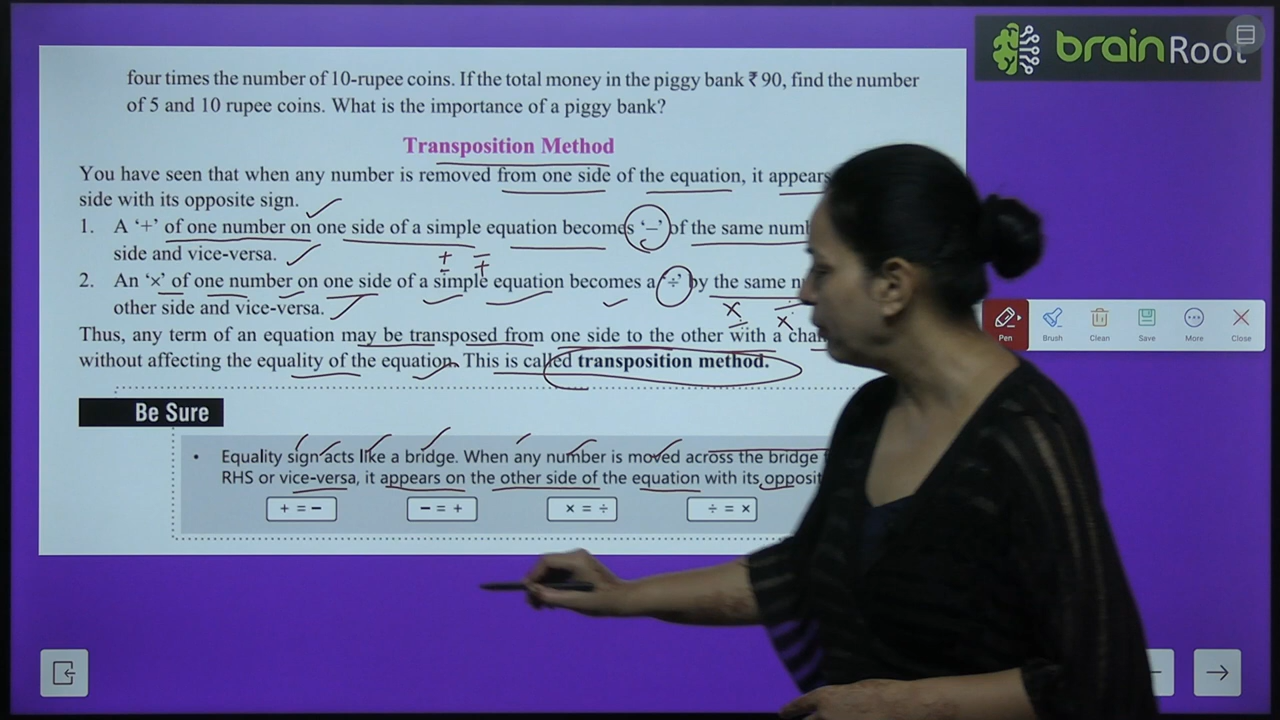 brainRoot
four times the number of 10-rupee coins. If the total money in the piggy bank ₹ 90, find the number
of 5 and 10 rupee coins. What is the importance of a piggy bank?
Transposition Method
You have seen that when any number is removed from one side of the equation, it appears
side with its opposite sign.
1. A ‘+’ of one number on one side of a simple equation becomes ‘–’ of the same
side and vice-versa.
+ –
– +
2. An ‘×’ of one number on one side of a simple equation becomes a ‘÷’ by the same
other side and vice-versa.
Thus, any term of an equation may be transposed from one side to the other with a
without affecting the equality of the equation. This is called transposition method.
Be Sure
• Equality sign acts like a bridge. When any number is moved across the bridge
RHS or vice-versa, it appears on the other side of the equation with its
+ = – – = + × = ÷ ÷ = ×
Pen Brush Clean Save More Close